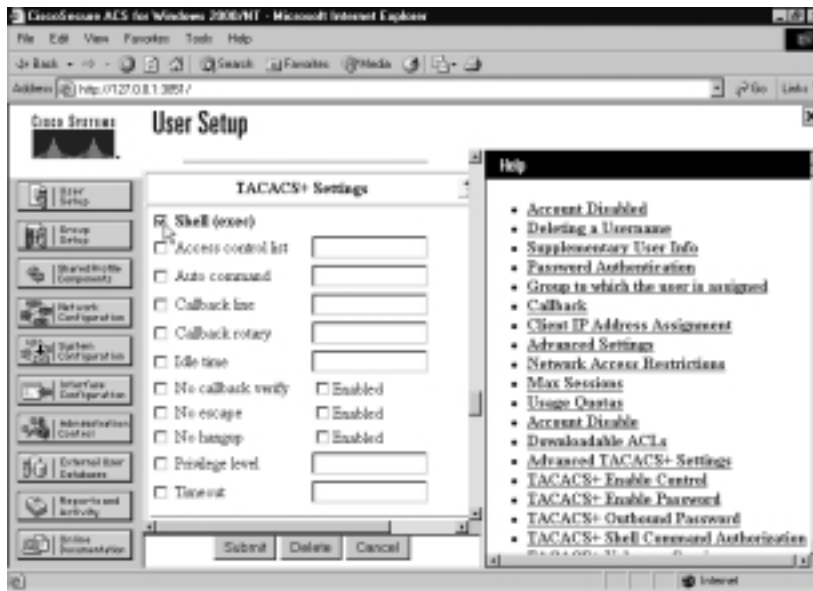 CiscoSecure ACS for Windows 2000/NT - Microsoft Internet Explorer
File Edit View Favorites Tools Help
Back Search Favorites Media
Address http://127.0.0.1:3851/ Go Links
Cisco Systems
User Setup
User Setup
Group Setup
Shared Profile Components
Network Configuration
System Configuration
Interface Configuration
Administration Control
External User Databases
Reports and Activity
Online Documentation
TACACS+ Settings
Shell (exec)
Access control list
Auto command
Callback line
Callback rotary
Idle time
No callback verify Enabled
No escape Enabled
No hangup Enabled
Privilege level
Timeout
Submit Delete Cancel
Help
Account Disabled
Deleting a Username
Supplementary User Info
Password Authentication
Group to which the user is assigned
Callback
Client IP Address Assignment
Advanced Settings
Network Access Restrictions
Max Sessions
Usage Quotas
Account Disable
Downloadable ACLs
Advanced TACACS+ Settings
TACACS+ Enable Control
TACACS+ Enable Password
TACACS+ Outbound Password
TACACS+ Shell Command Authorization
Internet